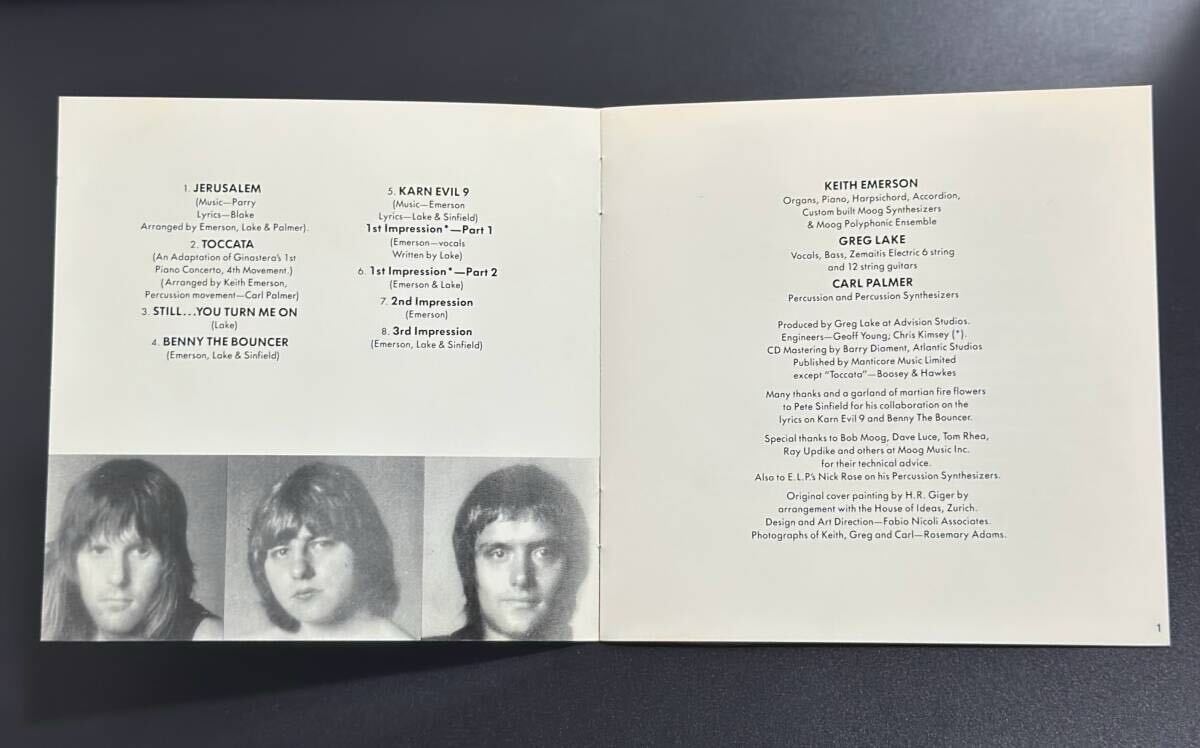 1. JERUSALEM
(Music—Parry
Lyrics—Blake
Arranged by Emerson, Lake & Palmer).
2. TOCCATA
(An Adaptation of Ginastera's 1st
Piano Concerto, 4th Movement.)
(Arranged by Keith Emerson,
Percussion movement—Carl Palmer)
3. STILL...YOU TURN ME ON
(Lake)
4. BENNY THE BOUNCER
(Emerson, Lake & Sinfield)
5. KARN EVIL 9
(Music—Emerson
Lyrics—Lake & Sinfield)
1st Impression*—Part 1
(Emerson—vocals
Written by Lake)
6. 1st Impression*—Part 2
(Emerson & Lake)
7. 2nd Impression
(Emerson)
8. 3rd Impression
(Emerson, Lake & Sinfield)
KEITH EMERSON
Organs, Piano, Harpsichord, Accordion,
Custom built Moog Synthesizers
& Moog Polyphonic Ensemble
GREG LAKE
Vocals, Bass, Zemaitis Electric 6 string
and 12 string guitars
CARL PALMER
Percussion and Percussion Synthesizers
Produced by Greg Lake at Advision Studios.
Engineers—Geoff Young; Chris Kimsey (*).
CD Mastering by Barry Diament, Atlantic Studios
Published by Manticore Music Limited
except "Toccata"—Boosey & Hawkes
Many thanks and a garland of martian fire flowers
to Pete Sinfield for his collaboration on the
lyrics on Karn Evil 9 and Benny The Bouncer.
Special thanks to Bob Moog, Dave Luce, Tom Rhea,
Ray Updike and others at Moog Music Inc.
for their technical advice.
Also to E.L.P.'s Nick Rose on his Percussion Synthesizers.
Original cover painting by H.R. Giger by
arrangement with the House of Ideas, Zurich.
Design and Art Direction—Fabio Nicoli Associates.
Photographs of Keith, Greg and Carl—Rosemary Adams.
1